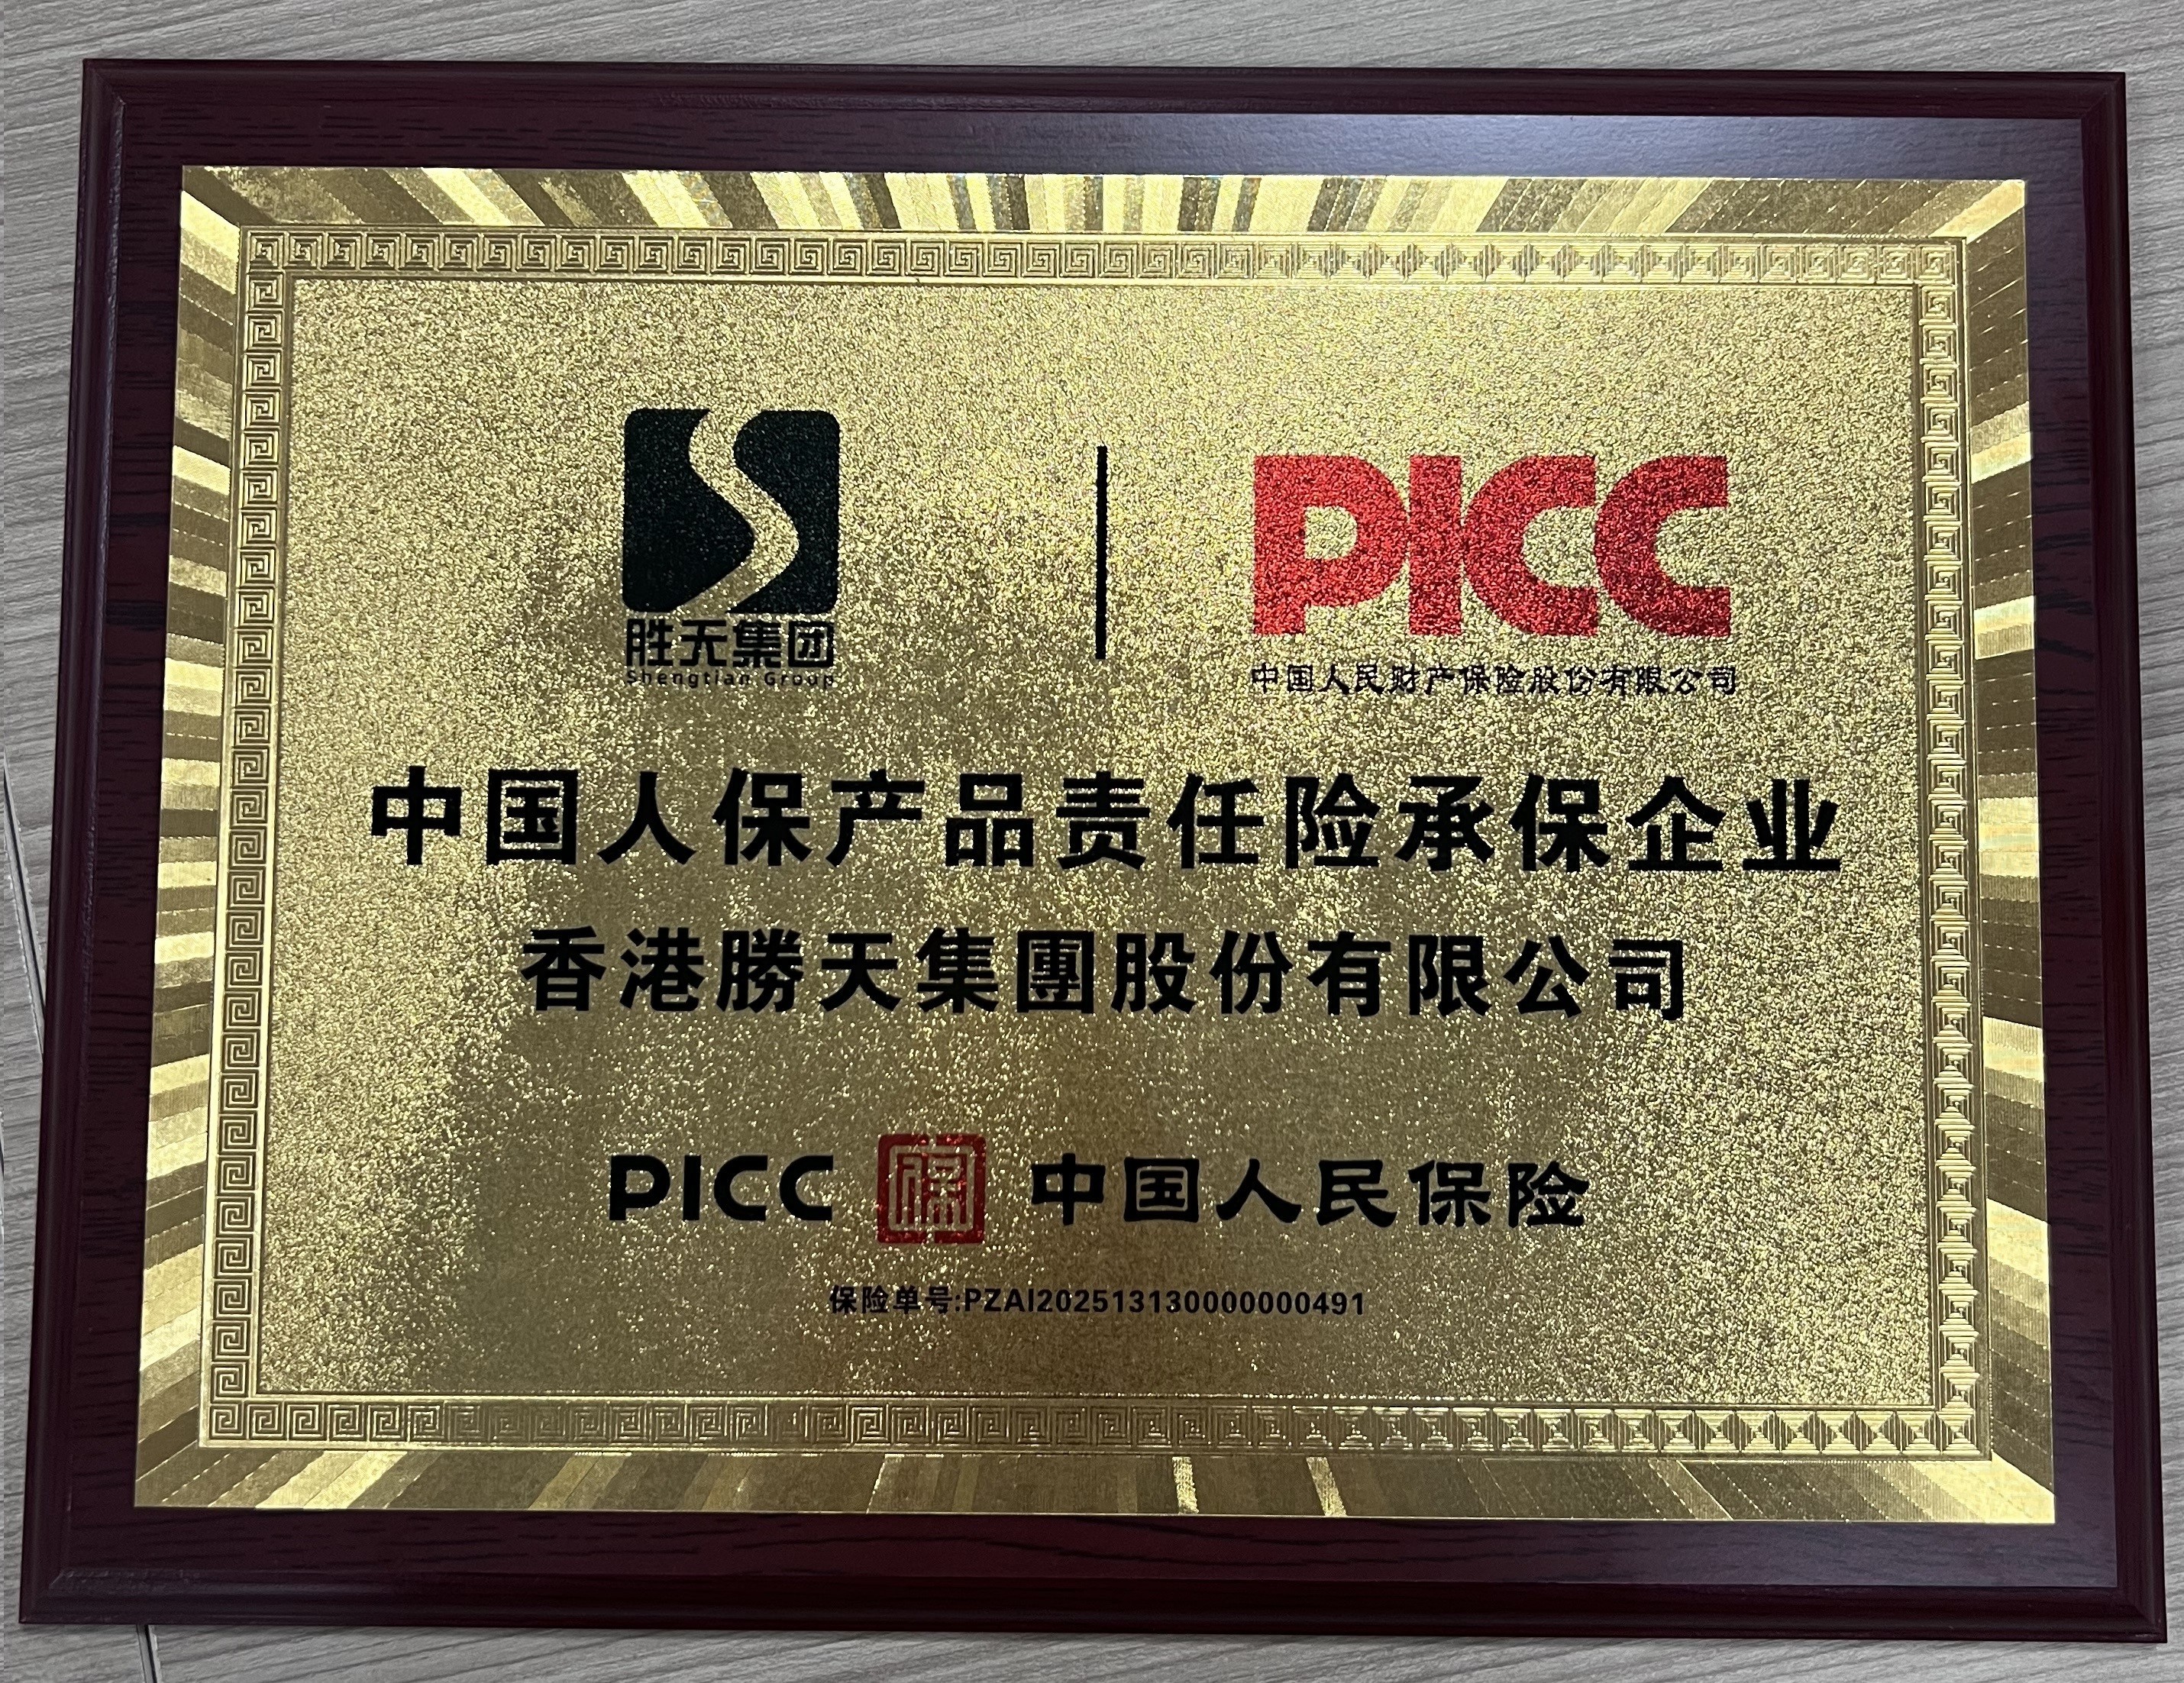 胜天集团
Shengtian Group
PICC
中国人民财产保险股份有限公司
中国人保产品责任险承保企业
香港勝天集團股份有限公司
PICC 保 中国人民保险
保险单号:PZAI202513130000000491